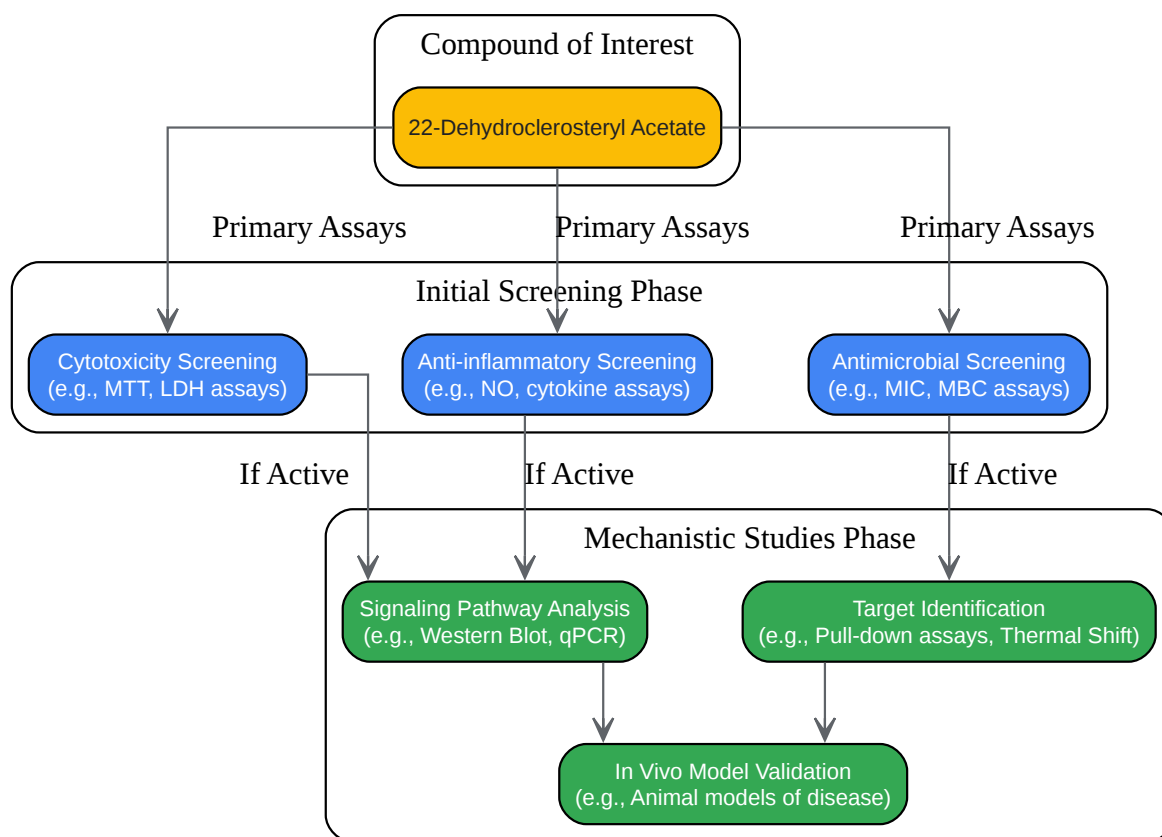 Compound of Interest
22-Dehydroclerosteryl Acetate
Primary Assays
Primary Assays
Primary Assays
Initial Screening Phase
Cytotoxicity Screening
(e.g., MTT, LDH assays)
Anti-inflammatory Screening
(e.g., NO, cytokine assays)
Antimicrobial Screening
(e.g., MIC, MBC assays)
If Active
If Active
If Active
Mechanistic Studies Phase
Signaling Pathway Analysis
(e.g., Western Blot, qPCR)
Target Identification
(e.g., Pull-down assays, Thermal Shift)
In Vivo Model Validation
(e.g., Animal models of disease)